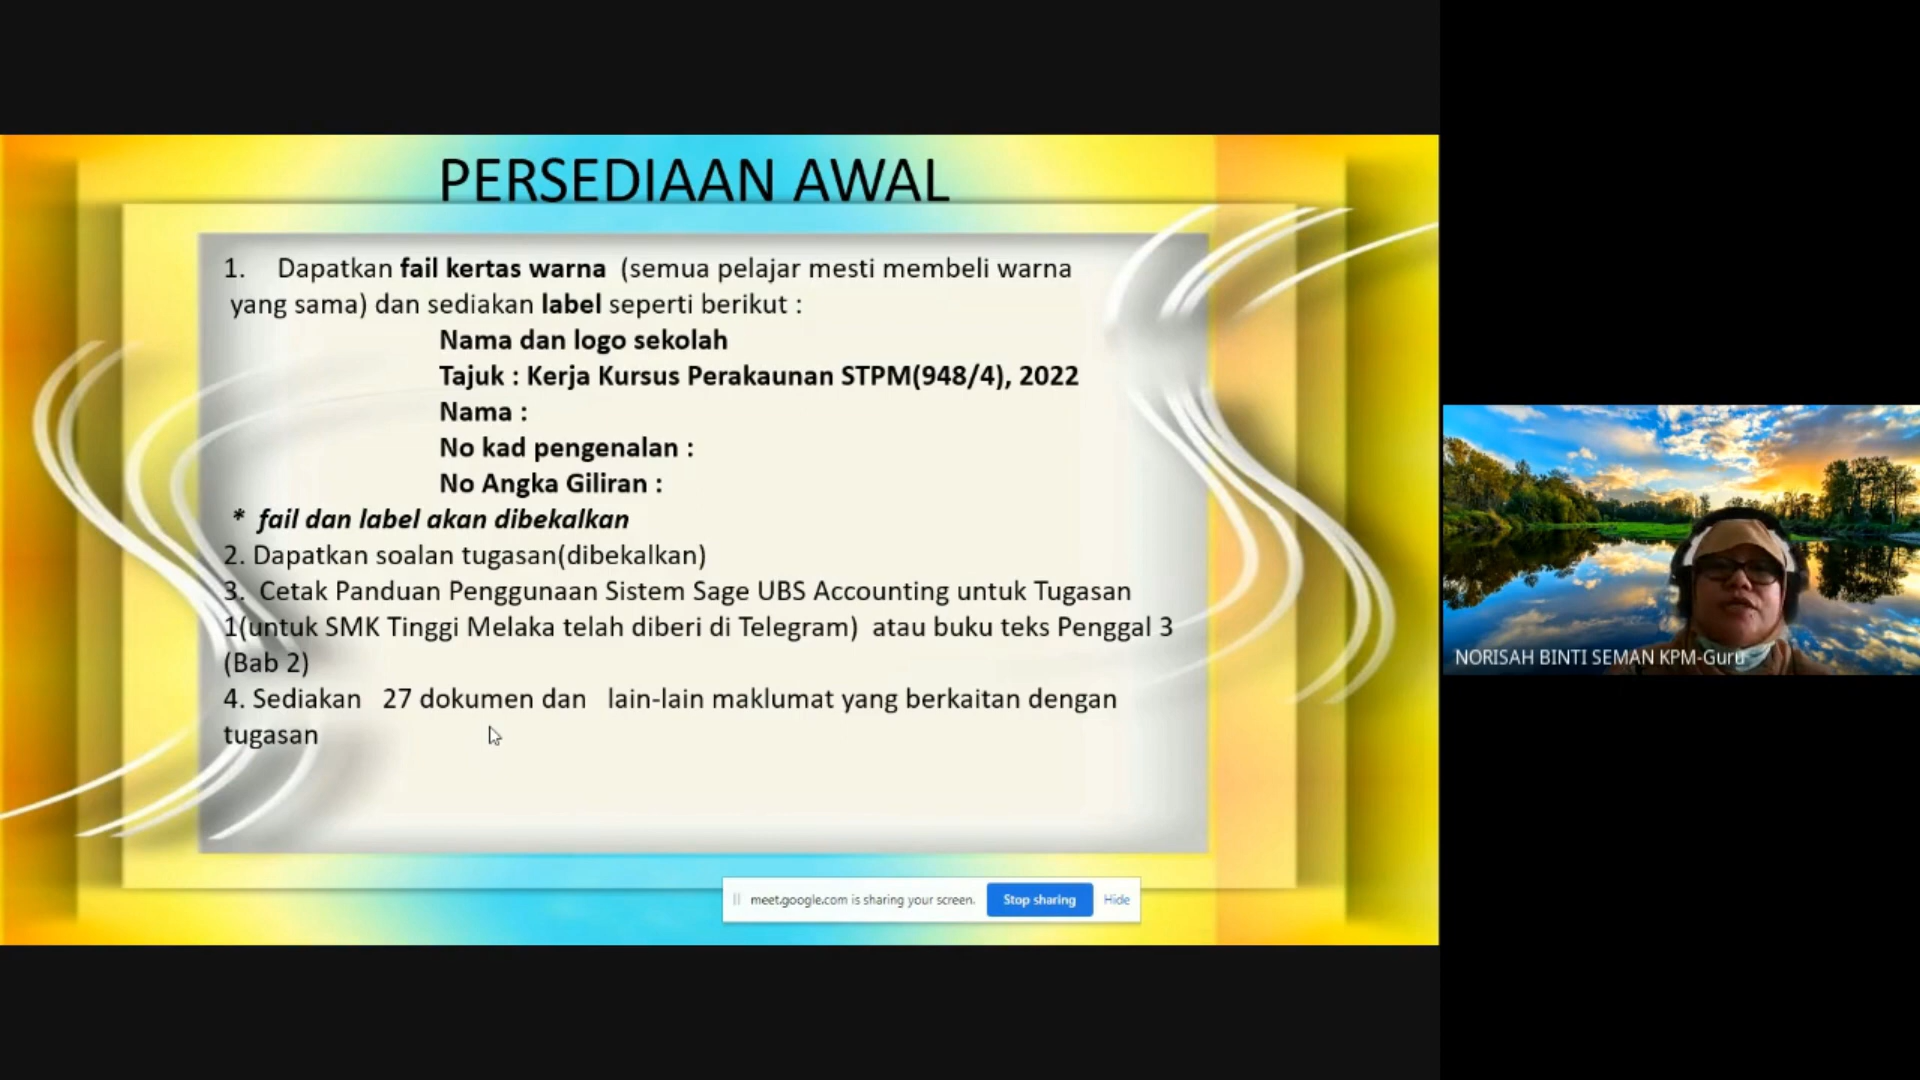 PERSEDIAAN AWAL
1. Dapatkan fail kertas warna (semua pelajar mesti membeli warna
yang sama) dan sediakan label seperti berikut :
Nama dan logo sekolah
Tajuk : Kerja Kursus Perakaunan STPM(948/4), 2022
Nama :
No kad pengenalan :
No Angka Giliran :
* fail dan label akan dibekalkan
2. Dapatkan soalan tugasan(dibekalkan)
3. Cetak Panduan Penggunaan Sistem Sage UBS Accounting untuk Tugasan
1(untuk SMK Tinggi Melaka telah diberi di Telegram) atau buku teks Penggal 3
(Bab 2)
4. Sediakan 27 dokumen dan lain-lain maklumat yang berkaitan dengan
tugasan
meet.google.com is sharing your screen. Stop sharing Hide
NORISAH BINTI SEMAN KPM-Guru